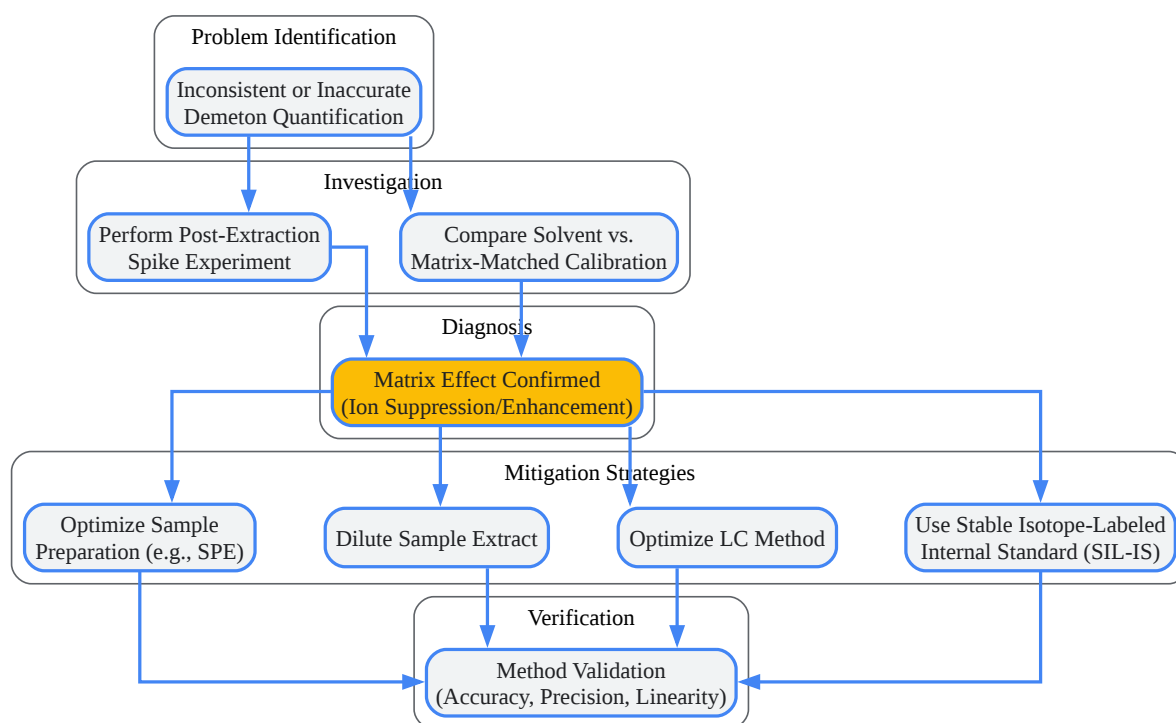 Problem Identification
Inconsistent or Inaccurate
Demeton Quantification
Investigation
Perform Post-Extraction
Spike Experiment
Compare Solvent vs.
Matrix-Matched Calibration
Diagnosis
Matrix Effect Confirmed
(Ion Suppression/Enhancement)
Mitigation Strategies
Optimize Sample
Preparation (e.g., SPE)
Dilute Sample Extract
Optimize LC Method
Use Stable Isotope-Labeled
Internal Standard (SIL-IS)
Verification
Method Validation
(Accuracy, Precision, Linearity)